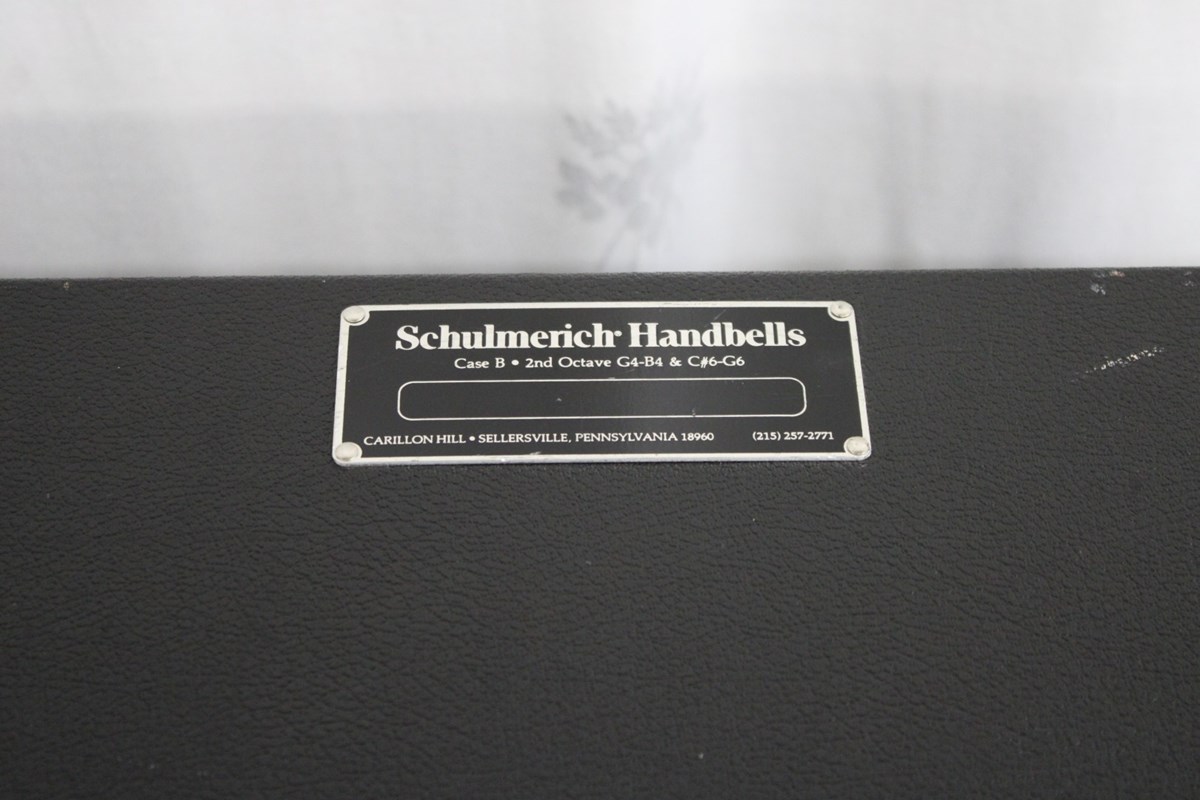 Schulmerich Handbells
Case B • 2nd Octave G4-B4 & C#6-G6
CARILLON HILL • SELLERSVILLE, PENNSYLVANIA 18960 (215) 257-2771